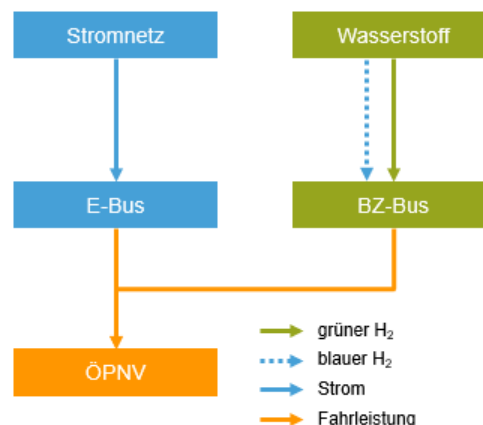 Stromnetz
Wasserstoff
E-Bus
BZ-Bus
ÖPNV
grüner H₂
blauer H₂
Strom
Fahrleistung